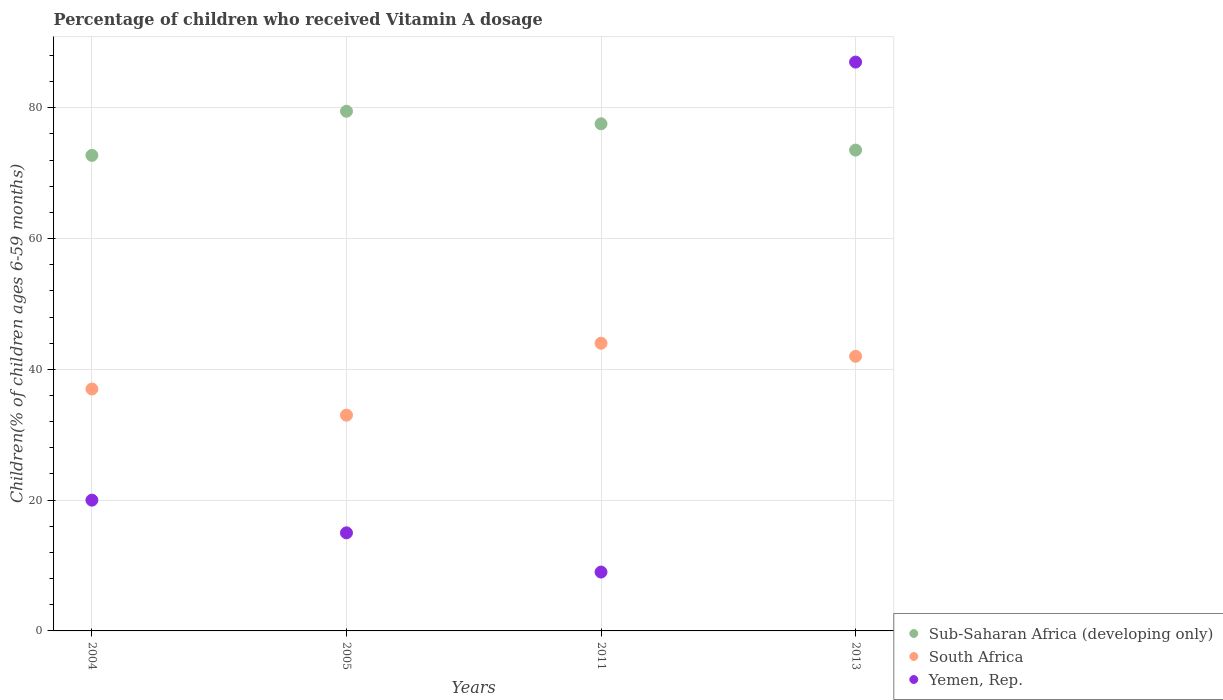 Percentage of children who received Vitamin A dosage
Children(% of children ages 6-59 months)
80
60
40
20
0
2004
2005
2011
2013
Years
Sub-Saharan Africa (developing only)
South Africa
Yemen, Rep.